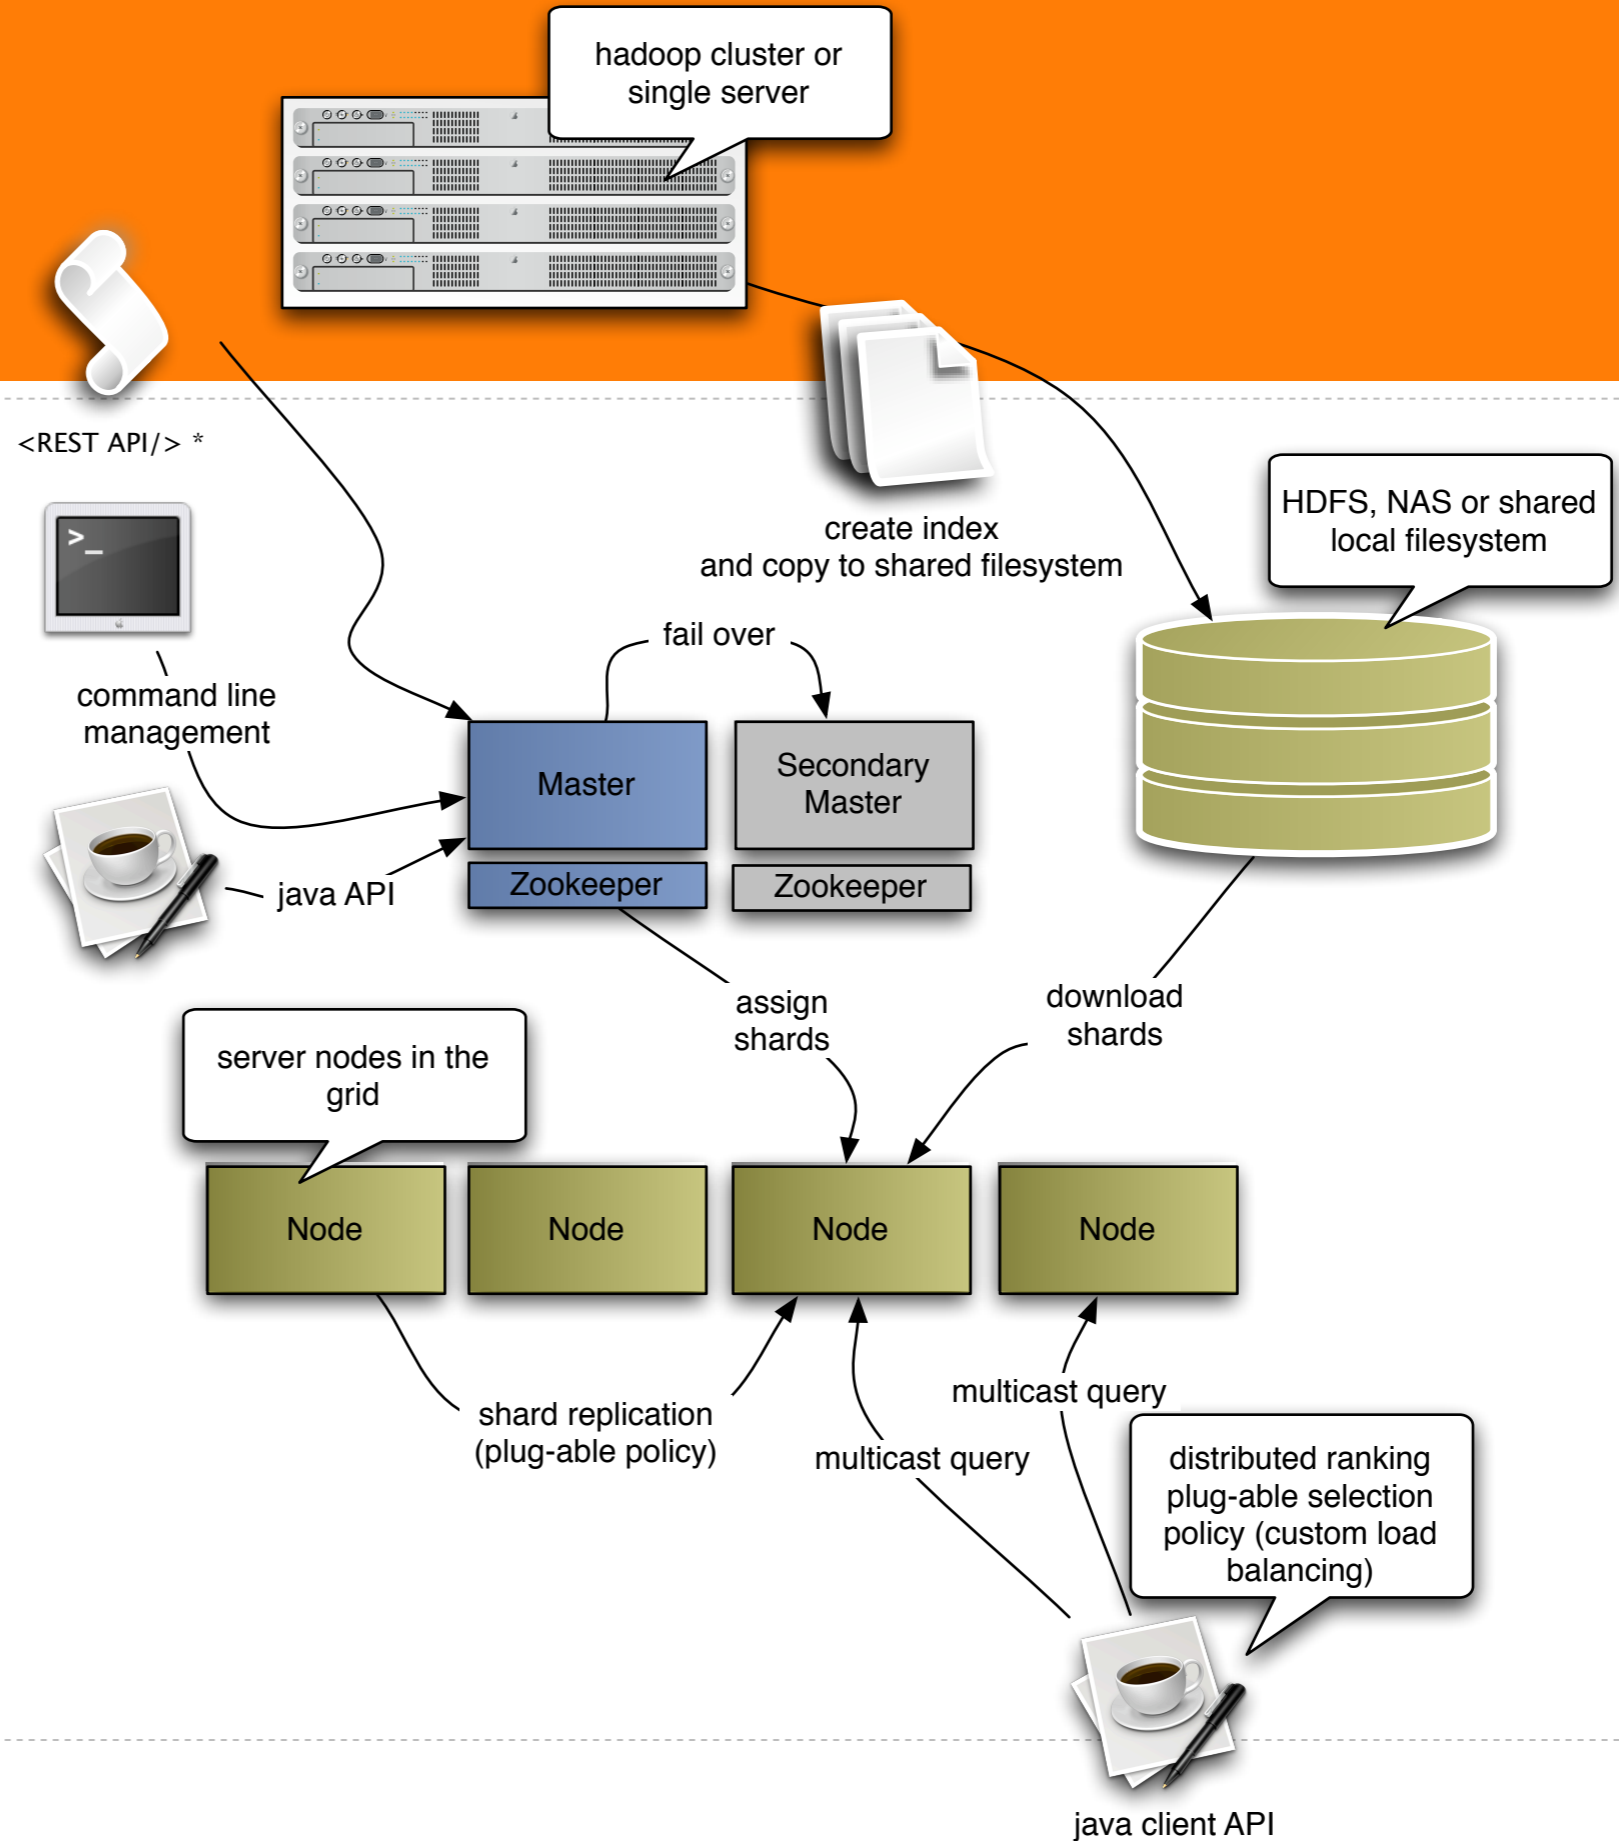 hadoop cluster or
single server
<REST API/> *
create index
and copy to shared filesystem
HDFS, NAS or shared
local filesystem
>_
command line
management
fail over
Master
Secondary
Master
Zookeeper
Zookeeper
java API
assign
shards
download
shards
server nodes in the
grid
Node
Node
Node
Node
shard replication
(plug-able policy)
multicast query
multicast query
distributed ranking
plug-able selection
policy (custom load
balancing)
java client API